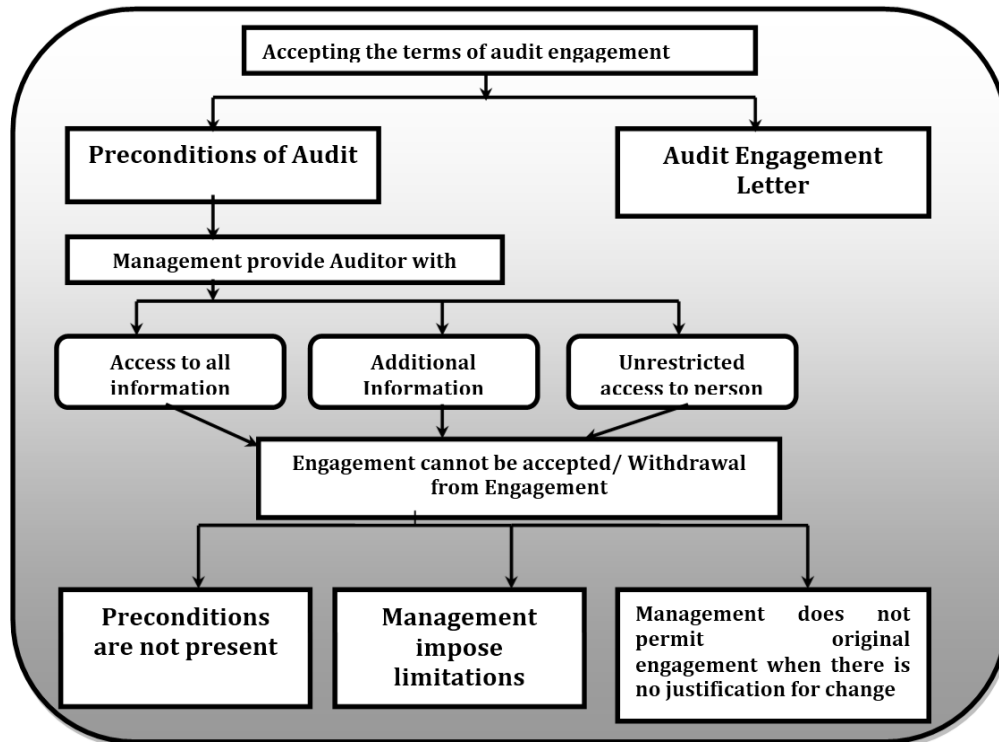 Accepting the terms of audit engagement
Preconditions of Audit
Audit Engagement
Letter
Management provide Auditor with
Access to all
information
Additional
Information
Unrestricted
access to person
Engagement cannot be accepted/ Withdrawal
from Engagement
Preconditions
are not present
Management
impose
limitations
Management does not
permit original
engagement when there is
no justification for change